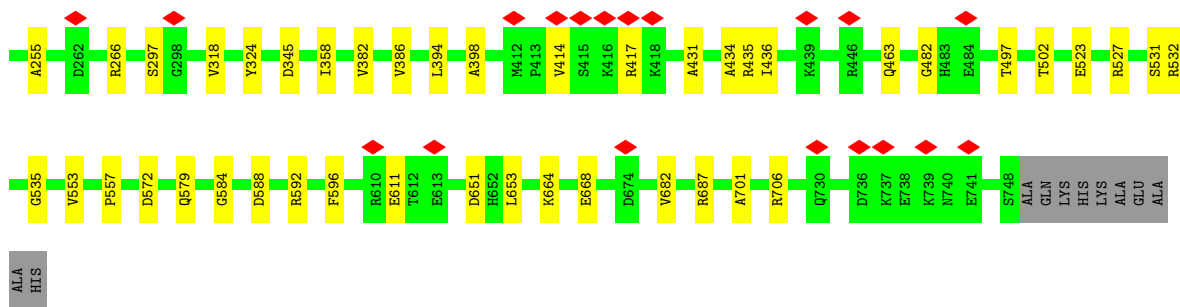 A255 D262 R266 S297 G298 V318 Y324 D345 I358 V382 V386 L394 A398 M412 P413 V414 S415 K416 R417 K418 A431 A434 R435 I436 K439 R446 Q463 G482 H483 E484 T497 T502 E523 R527 S531 R532
G535 V553 P557 D572 Q579 G584 D588 R592 F596 R610 E611 T612 E613 D651 H652 L653 K664 E668 D674 V682 R687 A701 R706 Q730 D736 K737 E738 K739 N740 E741 S748 ALA GLN LYS HIS LYS ALA GLU ALA
ALA HIS